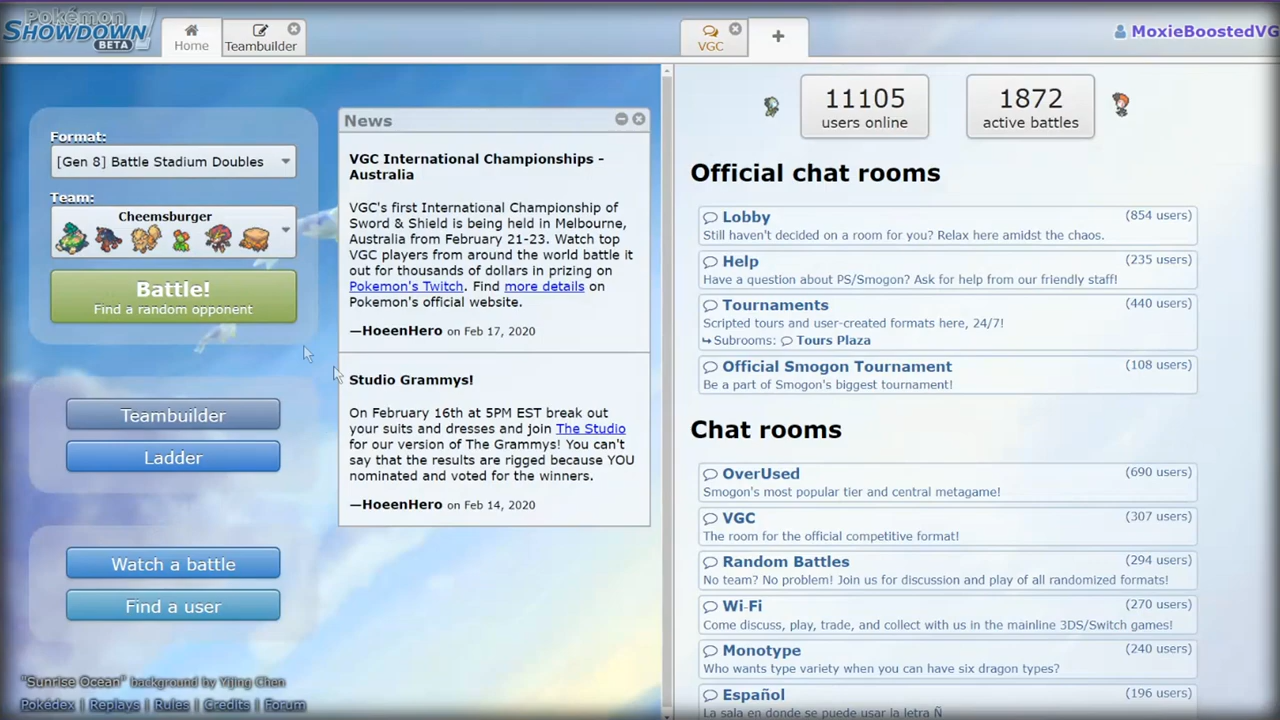 Pokémon
SHOWDOWN!
BETA
Home
Teambuilder
VGC
+
MoxieBoostedVG
Format:
[Gen 8] Battle Stadium Doubles
Team:
Cheemsburger
Battle!
Find a random opponent
Teambuilder
Ladder
Watch a battle
Find a user
"Sunrise Ocean" background by Yijing Chen
Pokédex | Replays | Rules | Credits | Forum
News
VGC International Championships -
Australia
VGC's first International Championship of
Sword & Shield is being held in Melbourne,
Australia from February 21-23. Watch top
VGC players from around the world battle it
out for thousands of dollars in prizing on
Pokemon's Twitch. Find more details on
Pokemon's official website.
—HoeenHero on Feb 17, 2020
Studio Grammys!
On February 16th at 5PM EST break out
your suits and dresses and join The Studio
for our version of The Grammys! You can't
say that the results are rigged because YOU
nominated and voted for the winners.
—HoeenHero on Feb 14, 2020
11105
users online
1872
active battles
Official chat rooms
Lobby (854 users)
Still haven't decided on a room for you? Relax here amidst the chaos.
Help (235 users)
Have a question about PS/Smogon? Ask for help from our friendly staff!
Tournaments (440 users)
Scripted tours and user-created formats here, 24/7!
↳Subrooms: Tours Plaza
Official Smogon Tournament (108 users)
Be a part of Smogon's biggest tournament!
Chat rooms
OverUsed (690 users)
Smogon's most popular tier and central metagame!
VGC (307 users)
The room for the official competitive format!
Random Battles (294 users)
No team? No problem! Join us for discussion and play of all randomized formats!
Wi-Fi (270 users)
Come discuss, play, trade, and collect with us in the mainline 3DS/Switch games!
Monotype (240 users)
Who wants type variety when you can have six dragon types?
Español (196 users)
La sala en donde se puede usar la letra Ñ